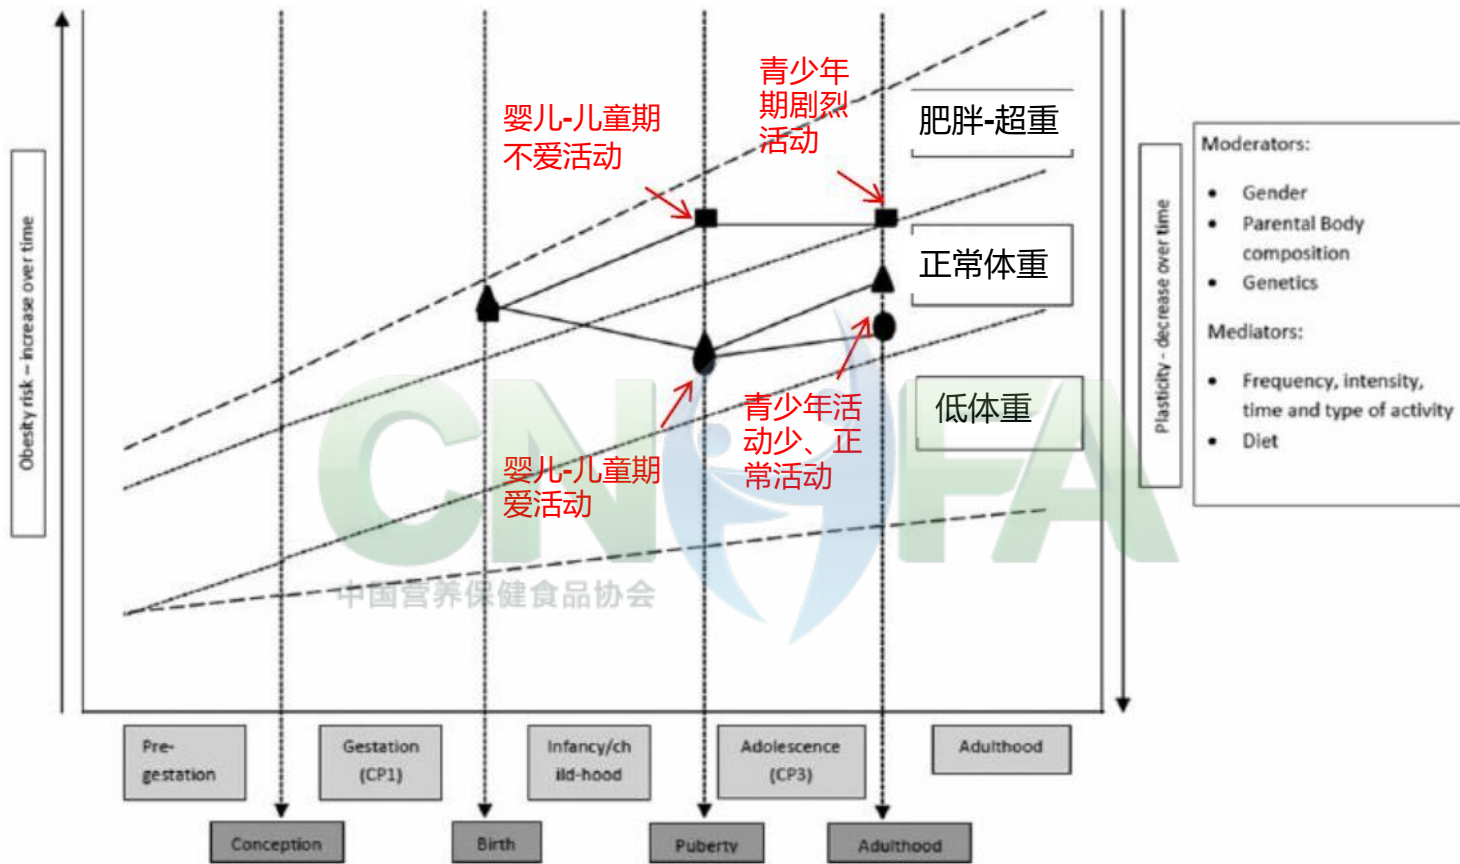 青少年
期剧烈
活动
婴儿-儿童期
不爱活动
肥胖-超重
正常体重
低体重
青少年活
动少、正
常活动
婴儿-儿童期
爱活动
Obesity risk – increase over time
Plasticity - decrease over time
Moderators:
• Gender
• Parental Body
composition
• Genetics
Mediators:
• Frequency, intensity,
time and type of activity
• Diet
CNHFA
中国营养保健食品协会
Pre-
gestation
Gestation
(CP1)
Infancy/ch
ild-hood
Adolescence
(CP3)
Adulthood
Conception
Birth
Puberty
Adulthood